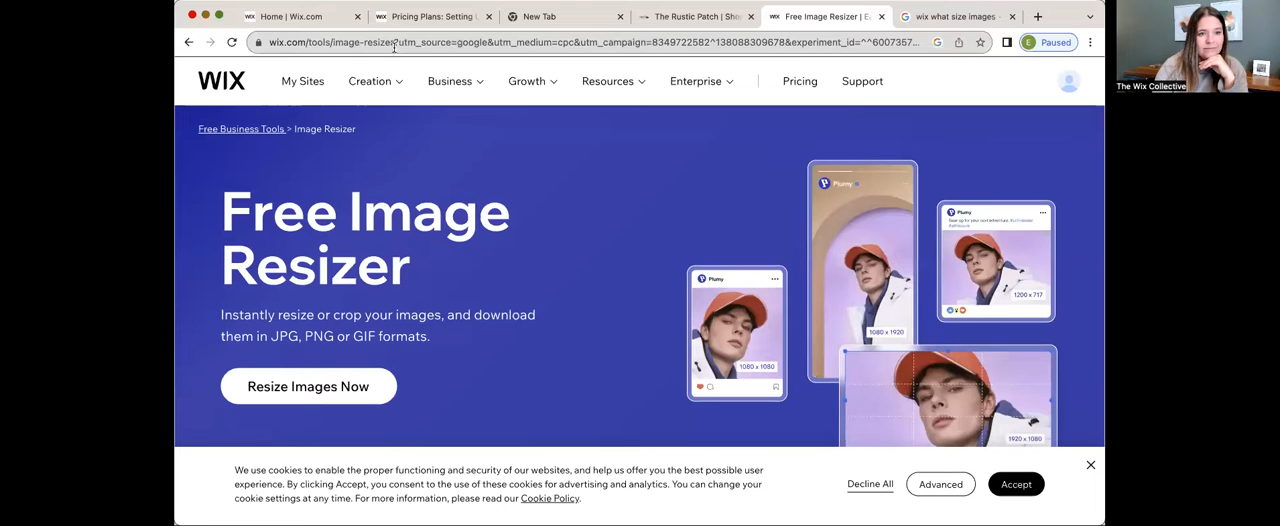 Home | Wix.com
Pricing Plans: Setting U
New Tab
The Rustic Patch | Sho
Free Image Resizer | Ea
wix what size images -
wix.com/tools/image-resizer?utm_source=google&utm_medium=cpc&utm_campaign=8349722582^138088309678&experiment_id=^^6007357...
E Paused
The Wix Collective
WIX My Sites Creation Business Growth Resources Enterprise | Pricing Support
Free Business Tools > Image Resizer
Free Image
Resizer
Instantly resize or crop your images, and download
them in JPG, PNG or GIF formats.
Resize Images Now
Plumy
1080 x 1080
Plumy
1080 x 1920
Plumy
1200 x 717
1920 x 1080
We use cookies to enable the proper functioning and security of our websites, and help us offer you the best possible user
experience. By clicking Accept, you consent to the use of these cookies for advertising and analytics. You can change your
cookie settings at any time. For more information, please read our Cookie Policy.
Decline All
Advanced
Accept